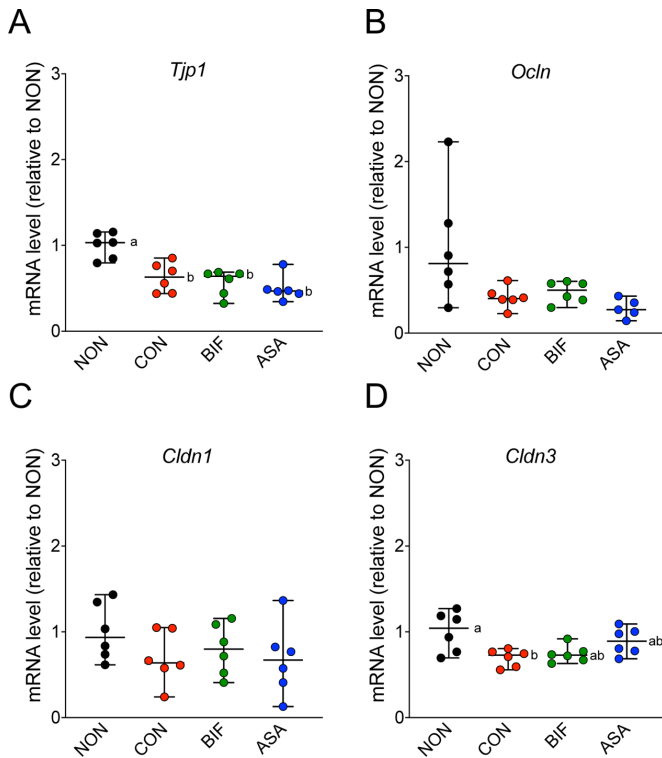 A
Tjp1
mRNA level (relative to NON)
3
2
1
0
a
b
b
b
NON
CON
BIF
ASA
B
Ocln
mRNA level (relative to NON)
3
2
1
0
NON
CON
BIF
ASA
C
Cldn1
mRNA level (relative to NON)
3
2
1
0
NON
CON
BIF
ASA
D
Cldn3
mRNA level (relative to NON)
3
2
1
0
a
b
ab
ab
NON
CON
BIF
ASA